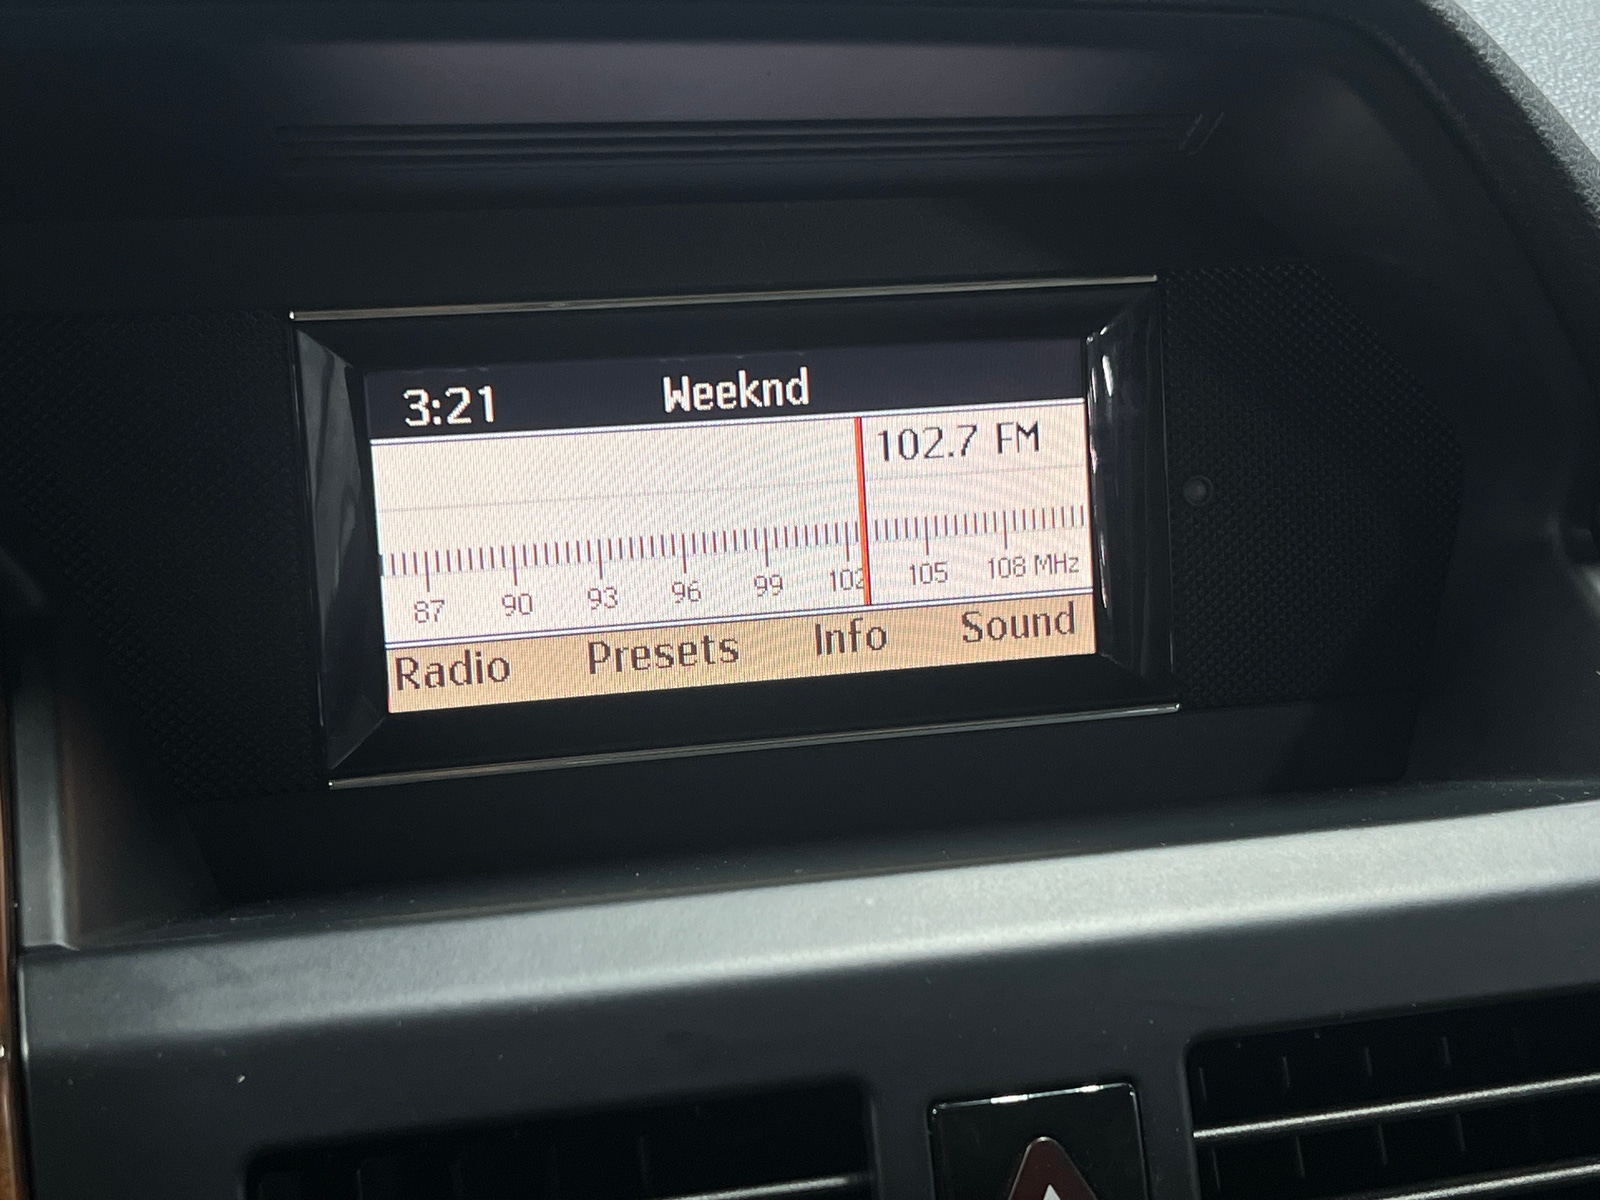 3:21 Weeknd
102.7 FM
87 90 93 96 99 102 105 108 MHz
Radio Presets Info Sound